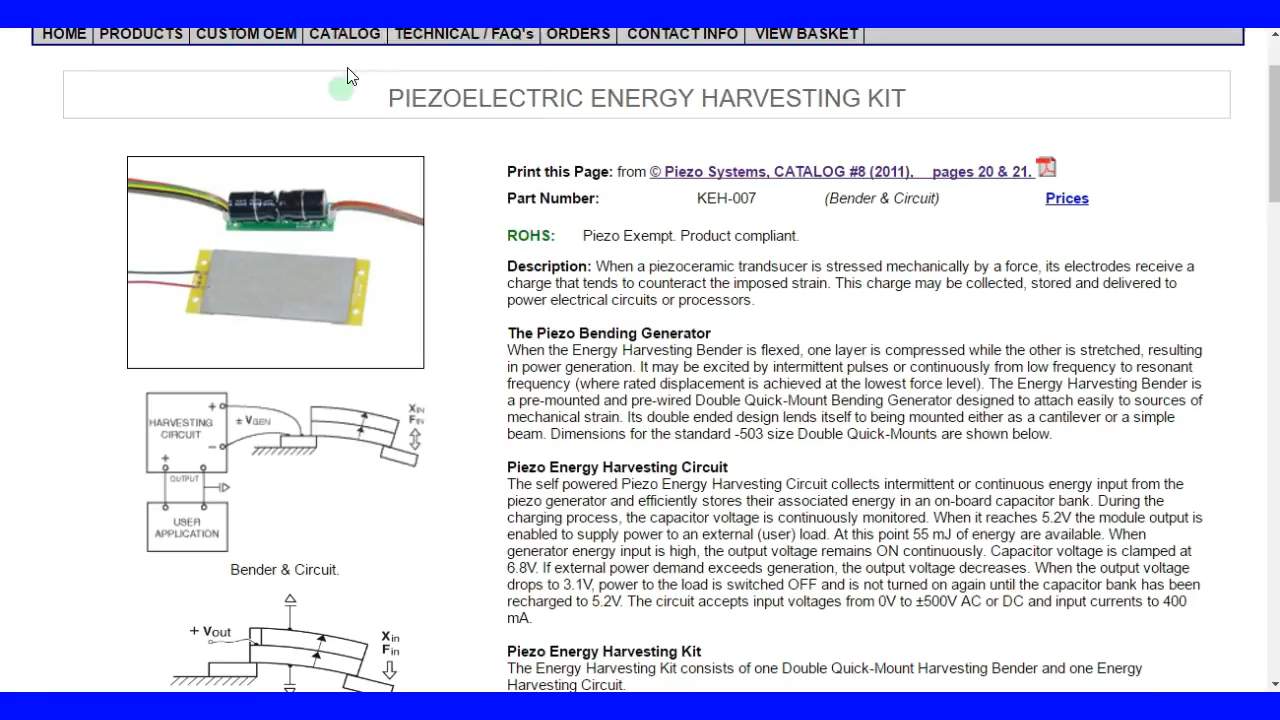 HOME PRODUCTS CUSTOM OEM CATALOG TECHNICAL / FAQ's ORDERS CONTACT INFO VIEW BASKET
PIEZOELECTRIC ENERGY HARVESTING KIT
Print this Page: from © Piezo Systems, CATALOG #8 (2011), pages 20 & 21.
Part Number: KEH-007 (Bender & Circuit) Prices
ROHS: Piezo Exempt. Product compliant.
Description: When a piezoceramic trandsucer is stressed mechanically by a force, its electrodes receive a
charge that tends to counteract the imposed strain. This charge may be collected, stored and delivered to
power electrical circuits or processors.
The Piezo Bending Generator
When the Energy Harvesting Bender is flexed, one layer is compressed while the other is stretched, resulting
in power generation. It may be excited by intermittent pulses or continuously from low frequency to resonant
frequency (where rated displacement is achieved at the lowest force level). The Energy Harvesting Bender is
a pre-mounted and pre-wired Double Quick-Mount Bending Generator designed to attach easily to sources of
mechanical strain. Its double ended design lends itself to being mounted either as a cantilever or a simple
beam. Dimensions for the standard -503 size Double Quick-Mounts are shown below.
Piezo Energy Harvesting Circuit
The self powered Piezo Energy Harvesting Circuit collects intermittent or continuous energy input from the
piezo generator and efficiently stores their associated energy in an on-board capacitor bank. During the
charging process, the capacitor voltage is continuously monitored. When it reaches 5.2V the module output is
enabled to supply power to an external (user) load. At this point 55 mJ of energy are available. When
generator energy input is high, the output voltage remains ON continuously. Capacitor voltage is clamped at
6.8V. If external power demand exceeds generation, the output voltage decreases. When the output voltage
drops to 3.1V, power to the load is switched OFF and is not turned on again until the capacitor bank has been
recharged to 5.2V. The circuit accepts input voltages from 0V to ±500V AC or DC and input currents to 400
mA.
Piezo Energy Harvesting Kit
The Energy Harvesting Kit consists of one Double Quick-Mount Harvesting Bender and one Energy
Harvesting Circuit.
HARVESTING
CIRCUIT
+
−
± VGEN
XIN
FIN
+
−
OUTPUT
USER
APPLICATION
Bender & Circuit.
+ Vout
Xin
Fin